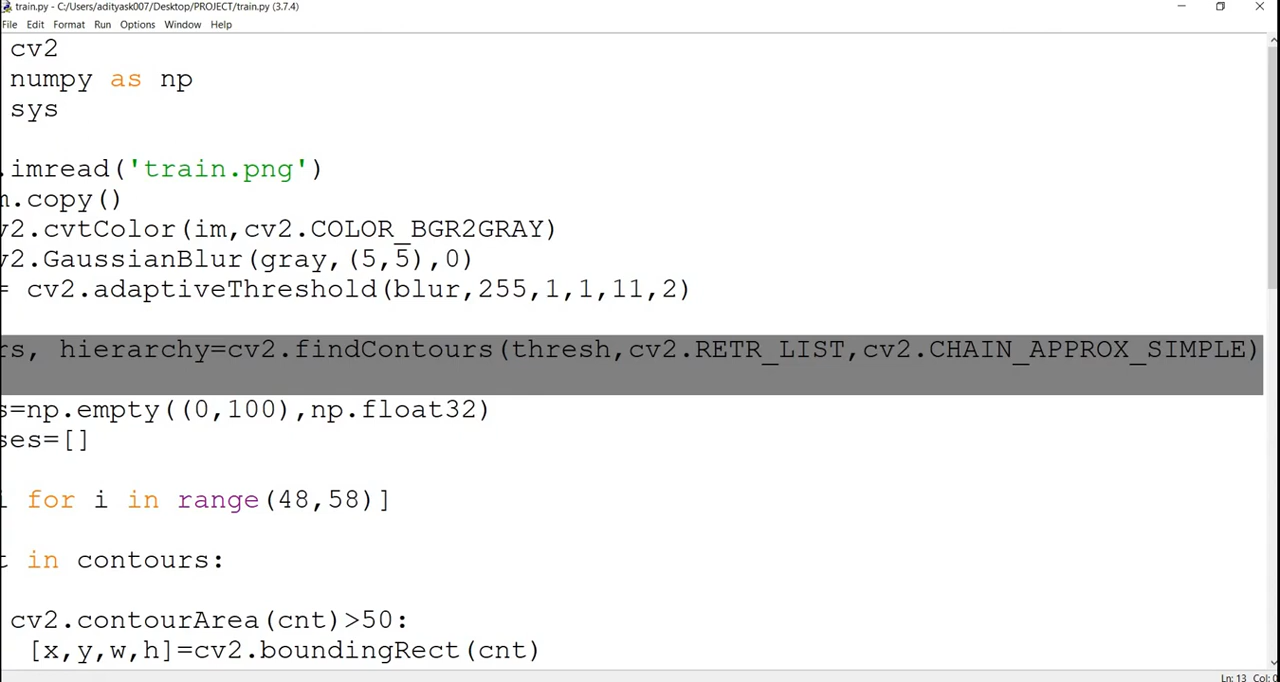 train.py - C:/Users/adityask007/Desktop/PROJECT/train.py (3.7.4)
File Edit Format Run Options Window Help
cv2
numpy as np
sys
.imread('train.png')
m.copy()
v2.cvtColor(im,cv2.COLOR_BGR2GRAY)
v2.GaussianBlur(gray,(5,5),0)
= cv2.adaptiveThreshold(blur,255,1,1,11,2)
rs, hierarchy=cv2.findContours(thresh,cv2.RETR_LIST,cv2.CHAIN_APPROX_SIMPLE)
s=np.empty((0,100),np.float32)
ses=[]
i for i in range(48,58)]
t in contours:
cv2.contourArea(cnt)>50:
[x,y,w,h]=cv2.boundingRect(cnt)
Ln: 13 Col: 0